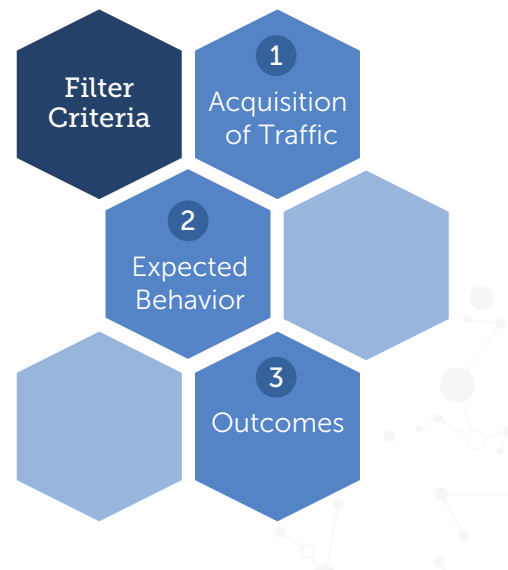 Filter
Criteria
1
Acquisition
of Traffic
2
Expected
Behavior
3
Outcomes